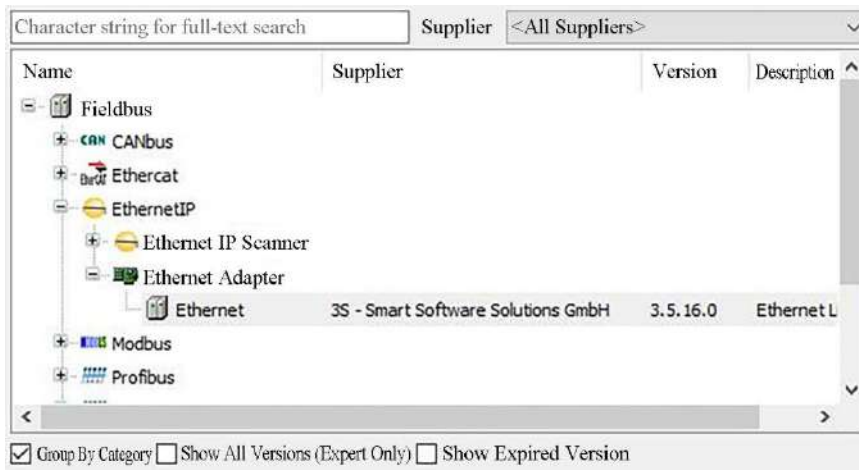 Character string for full-text search Supplier <All Suppliers>
Name Supplier Version Description
Fieldbus
CAN CANbus
Ethercat
EthernetIP
Ethernet IP Scanner
Ethernet Adapter
Ethernet 3S - Smart Software Solutions GmbH 3.5.16.0 Ethernet L
Modbus
Profibus
Group By Category Show All Versions (Expert Only) Show Expired Version